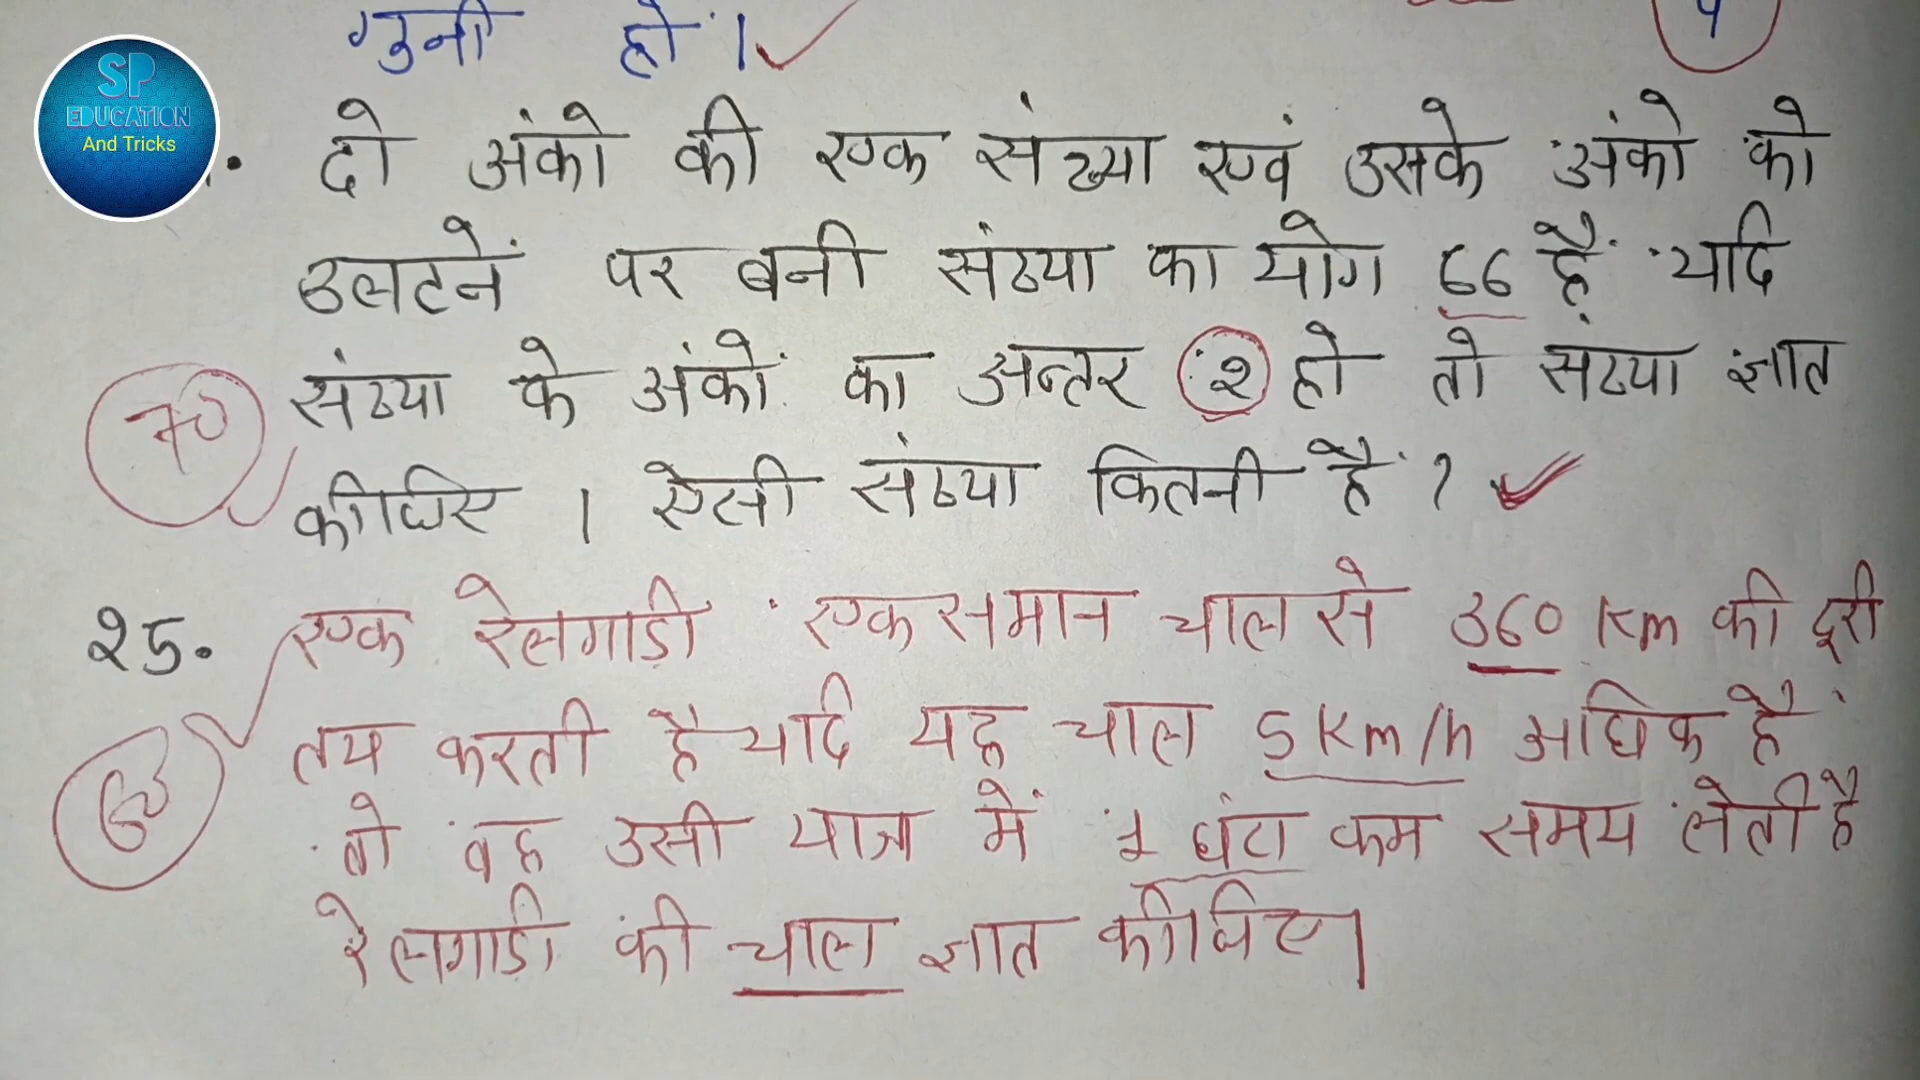 गुनी हो । 4
SP
EDUCATION
And Tricks
दो अंको की एक संख्या एवं उसके अंको को
उलटनें पर बनी संख्या का योग 66 हैं यदि
संख्या के अंकों का अन्तर 2 हो तो संख्या ज्ञात
कीजिए । ऐसी संख्या कितनी है ?
25. एक रेलगाड़ी एक समान चाल से 360 km की दूरी
तय करती है यदि यह चाल 5 km/h अधिक है
तो वह उसी यात्रा में 1 घंटा कम समय लेती है
रेलगाड़ी की चाल ज्ञात कीजिए।